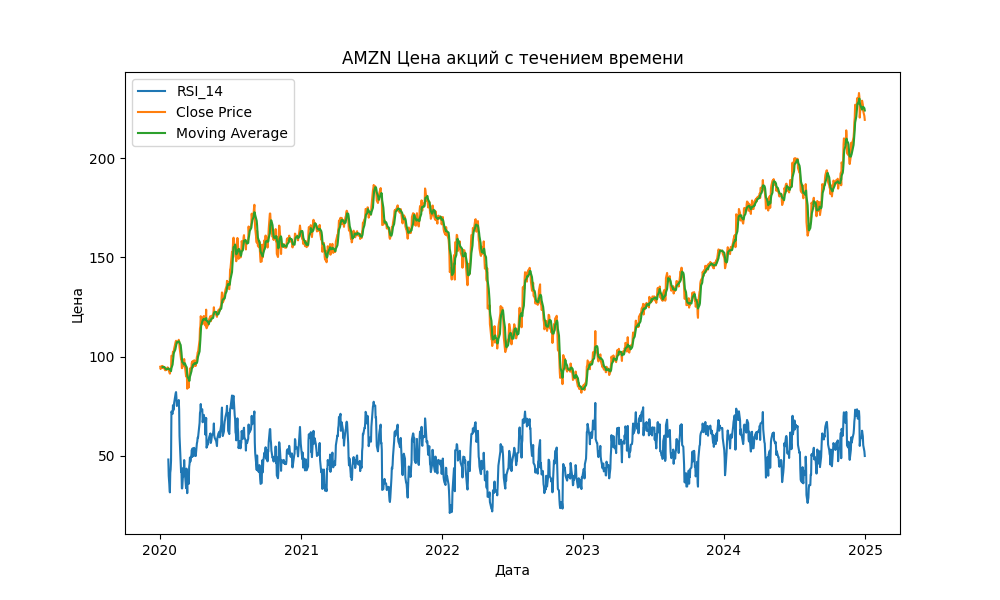 AMZN Цена акций с течением времени
RSI_14
Close Price
Moving Average
200
150
100
50
Цена
2020 2021 2022 2023 2024 2025
Дата